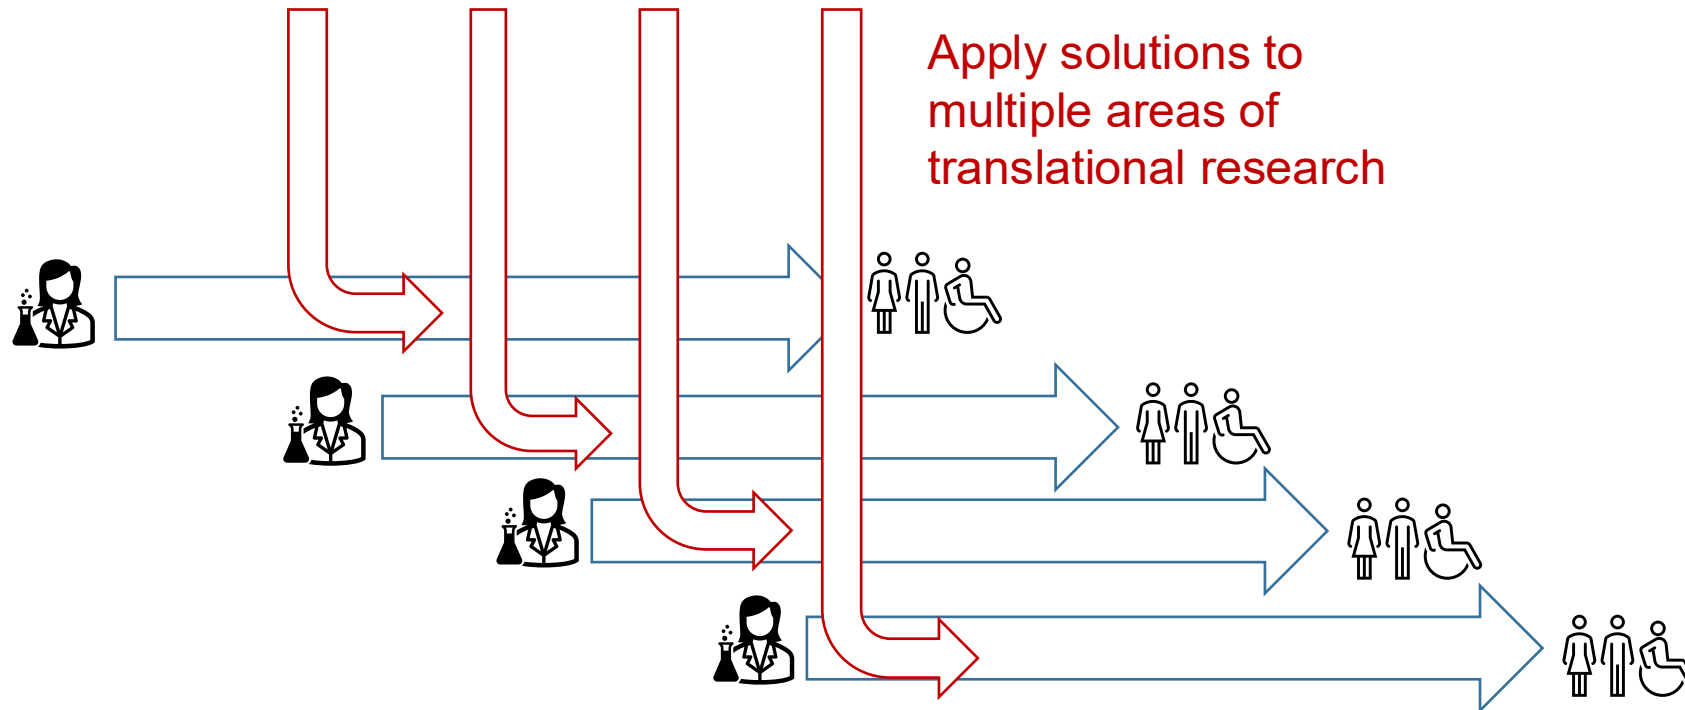 Apply solutions to
multiple areas of
translational research